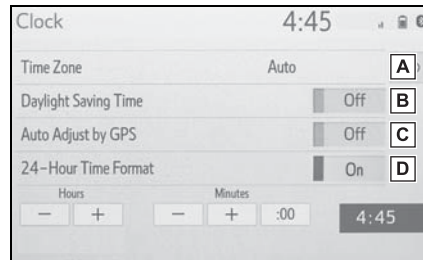 Clock 4:45
Time Zone Auto A
Daylight Saving Time Off B
Auto Adjust by GPS Off C
24-Hour Time Format On D
Hours Minutes
− + − + :00 4:45